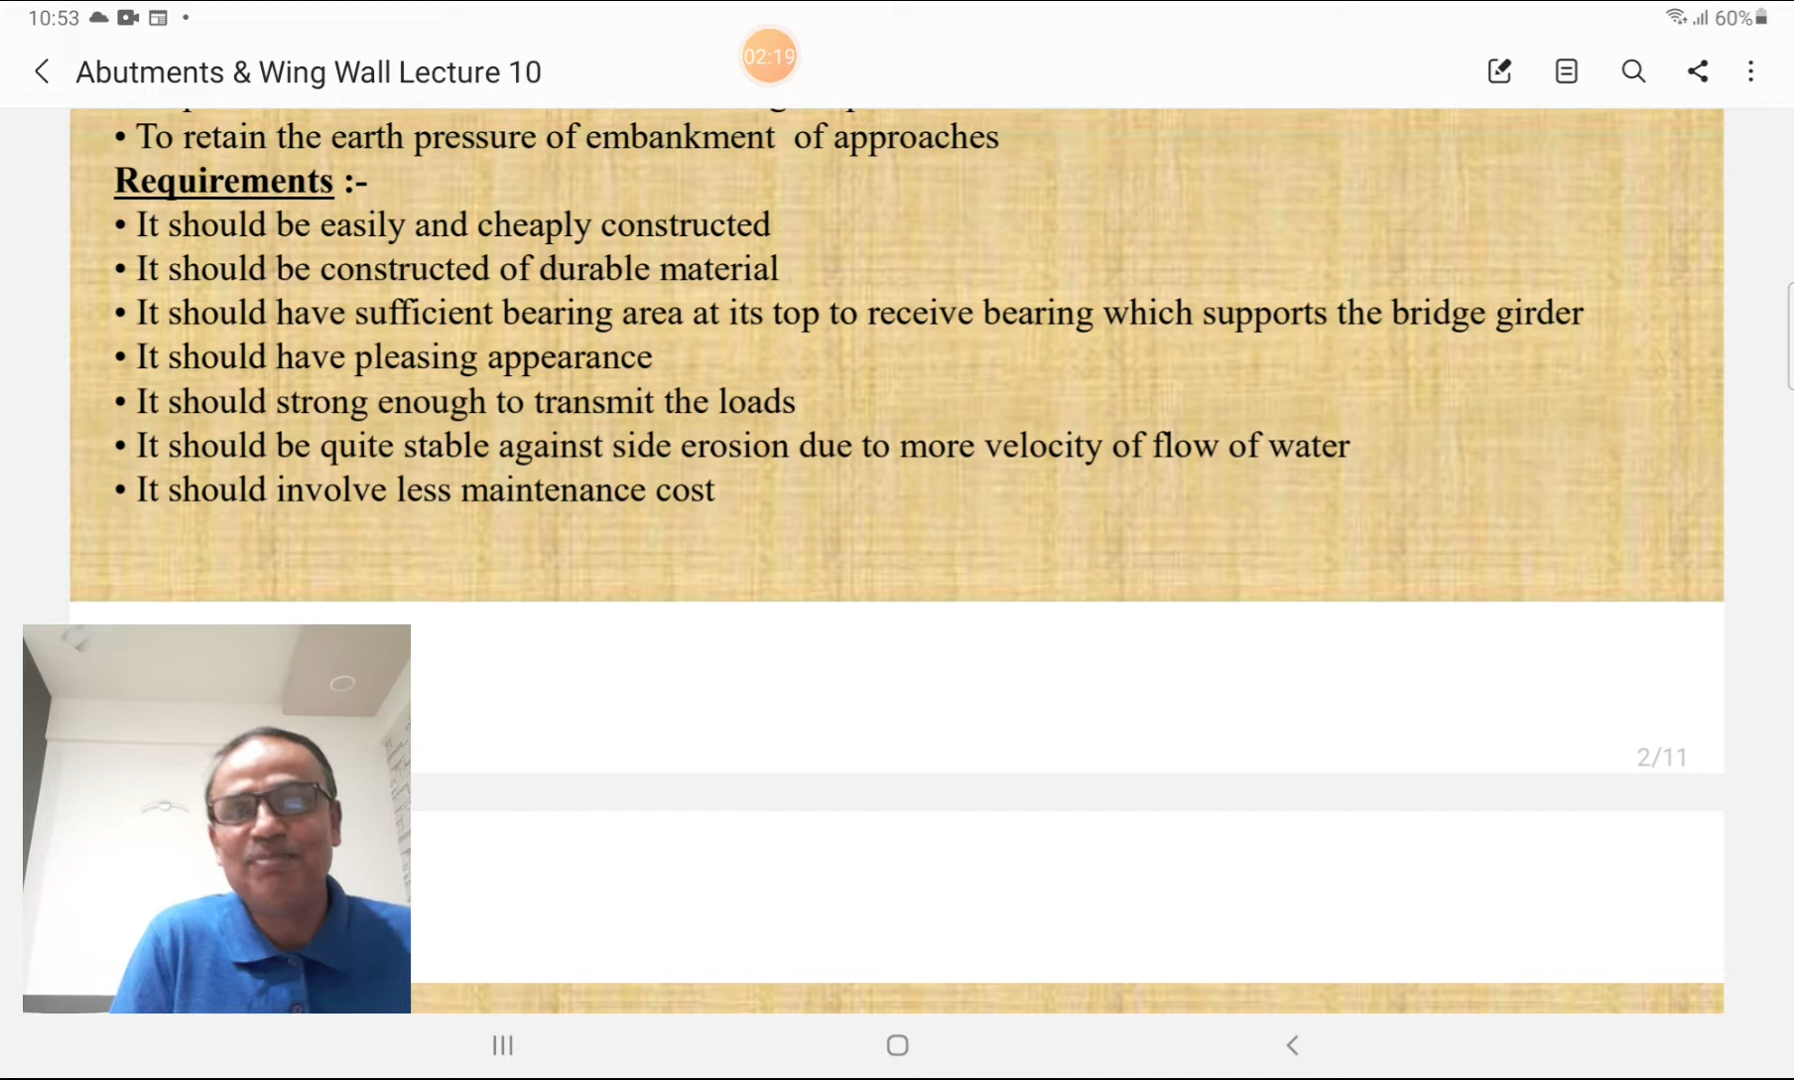 10:53
60%
Abutments & Wing Wall Lecture 10
02:19
• To retain the earth pressure of embankment of approaches
Requirements :-
• It should be easily and cheaply constructed
• It should be constructed of durable material
• It should have sufficient bearing area at its top to receive bearing which supports the bridge girder
• It should have pleasing appearance
• It should strong enough to transmit the loads
• It should be quite stable against side erosion due to more velocity of flow of water
• It should involve less maintenance cost
2/11